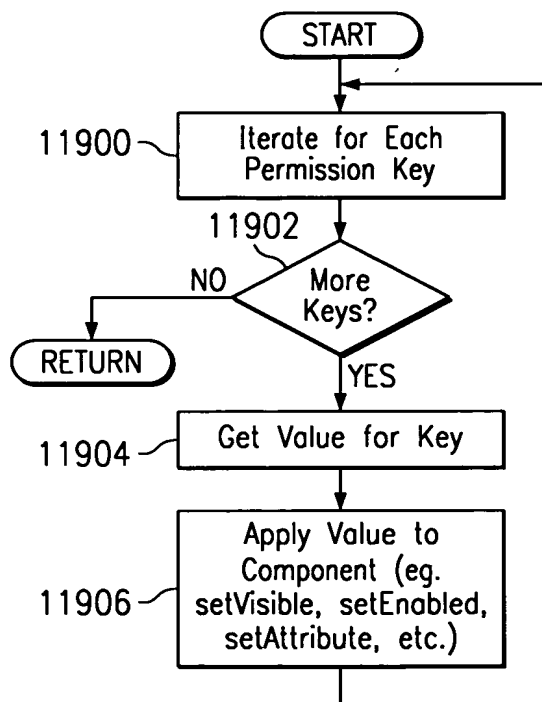 START
11900
Iterate for Each
Permission Key
11902
More
Keys?
NO
RETURN
YES
11904
Get Value for Key
11906
Apply Value to
Component (eg.
setVisible, setEnabled,
setAttribute, etc.)